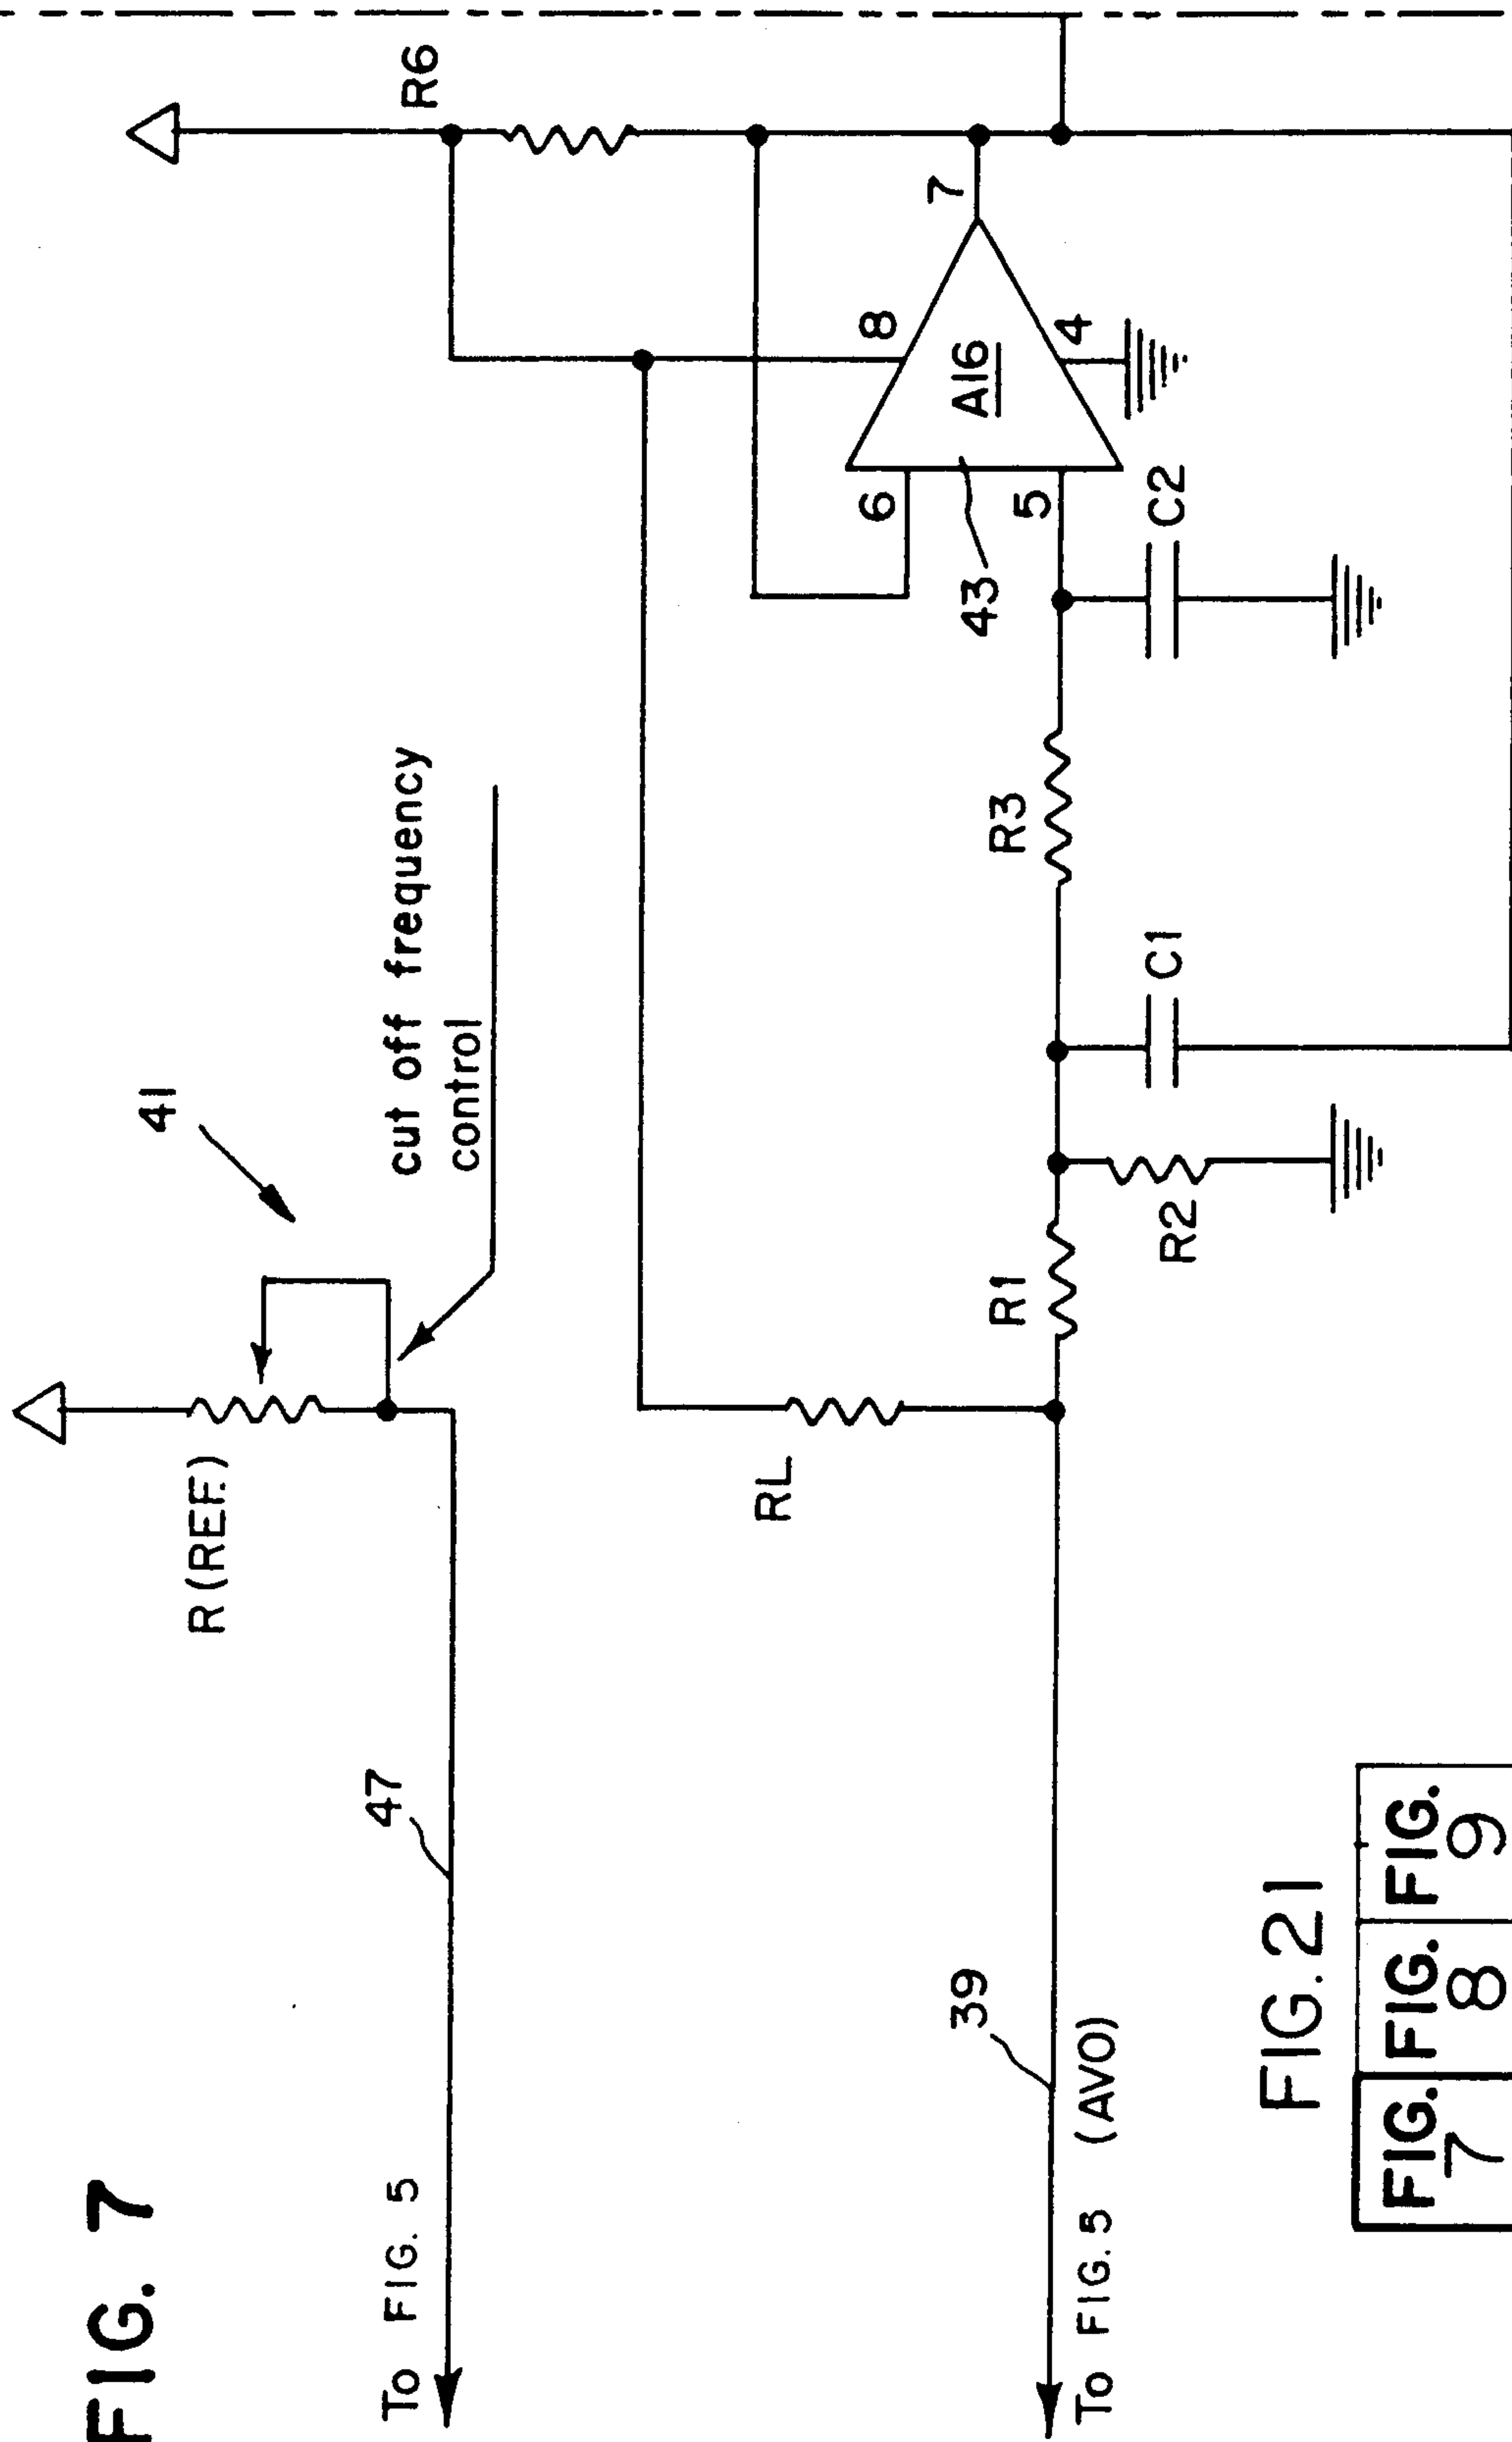 FIG. 7
41
R6
R(REF.)
cut off frequency
control
47
To FIG. 5
RL
8
7
A16
6
5
4
43
R3
R1
C2
C1
R2
39
To FIG. 5 (AVO)
FIG. 21
FIG. 7
FIG. 8
FIG. 9